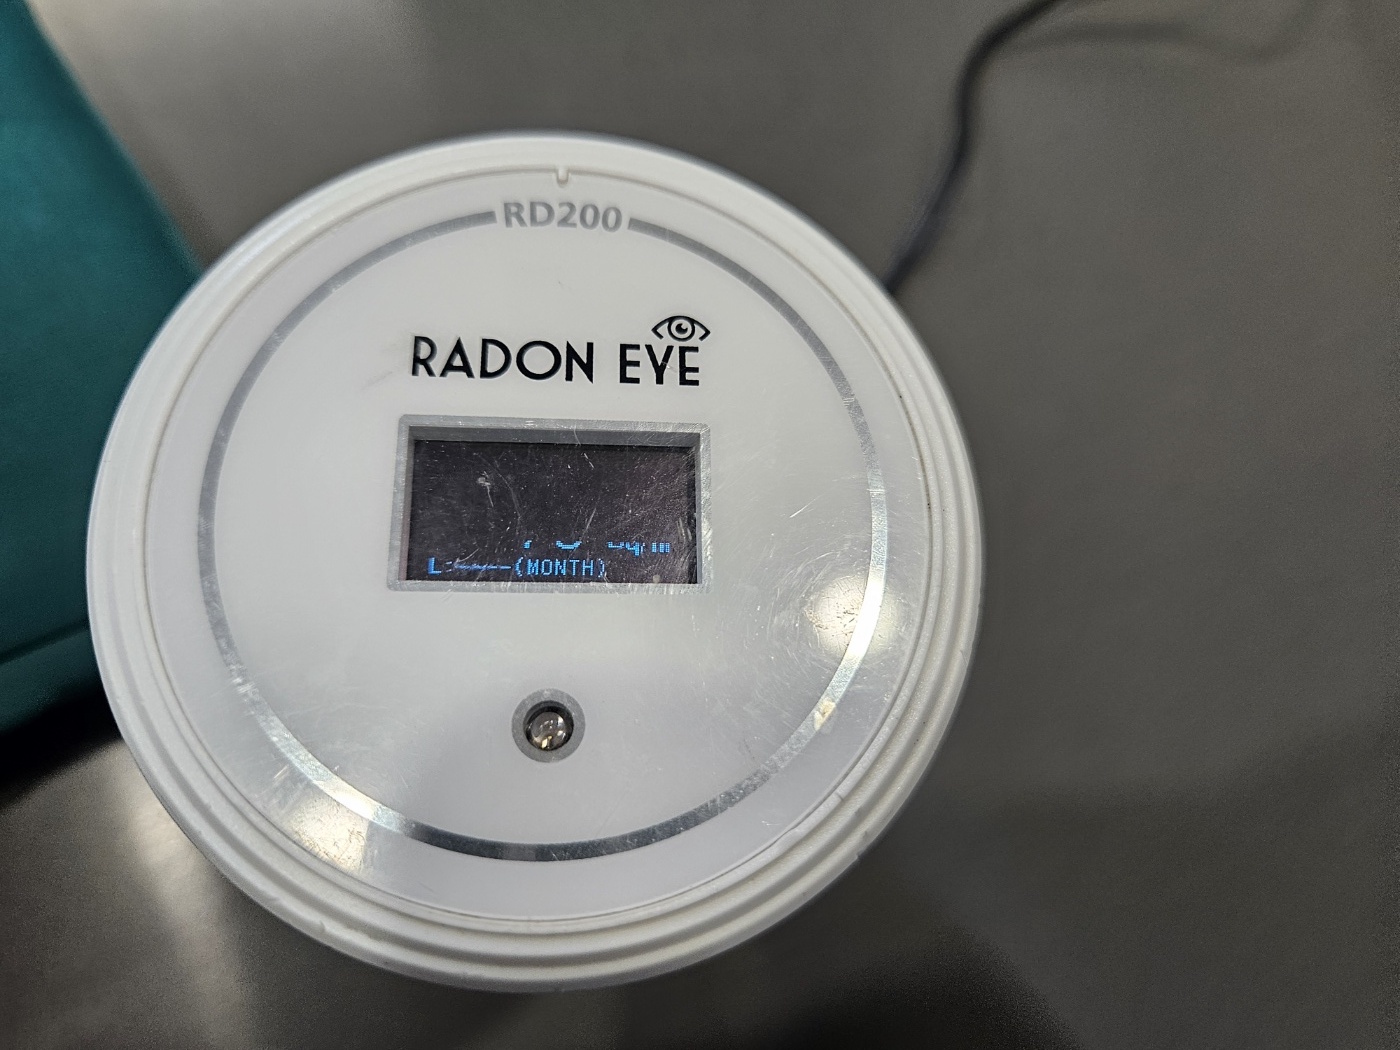 RD200
RADON EYE
(MONTH)